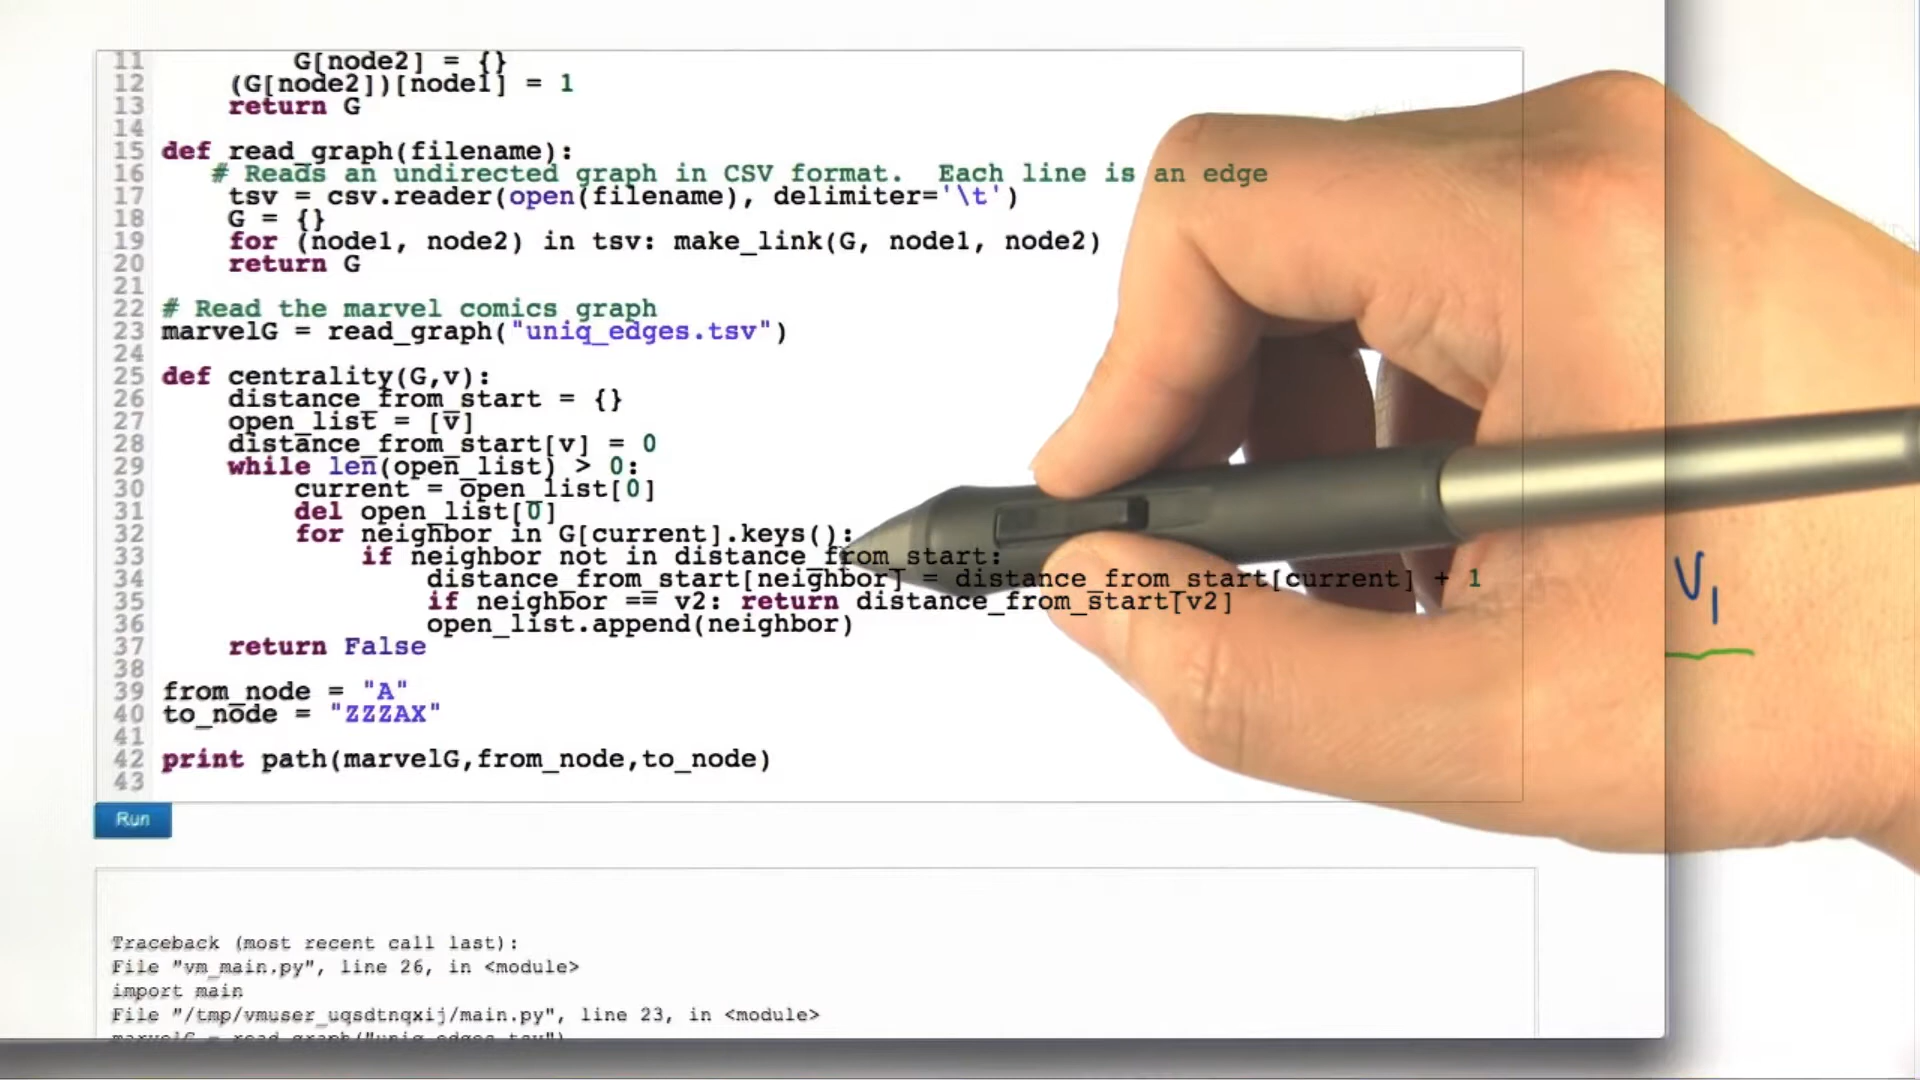 11 G[node2] = {}
12 (G[node2])[node1] = 1
13 return G
14
15 def read_graph(filename):
16 # Reads an undirected graph in CSV format.  Each line is an edge
17 tsv = csv.reader(open(filename), delimiter='\t')
18 G = {}
19 for (node1, node2) in tsv: make_link(G, node1, node2)
20 return G
21
22 # Read the marvel comics graph
23 marvelG = read_graph("uniq_edges.tsv")
24
25 def centrality(G,v):
26 distance_from_start = {}
27 open_list = [v]
28 distance_from_start[v] = 0
29 while len(open_list) > 0:
30 current = open_list[0]
31 del open_list[0]
32 for neighbor in G[current].keys():
33 if neighbor not in distance_from_start:
34 distance_from_start[neighbor] = distance_from_start[current] + 1
35 if neighbor == v2: return distance_from_start[v2]
36 open_list.append(neighbor)
37 return False
38
39 from_node = "A"
40 to_node = "ZZZAX"
41
42 print path(marvelG,from_node,to_node)
43
V1
Run
Traceback (most recent call last):
File "vm_main.py", line 26, in <module>
import main
File "/tmp/vmuser_uqsdtnqxij/main.py", line 23, in <module>
marvelG = read_graph("uniq_edges.tsv")